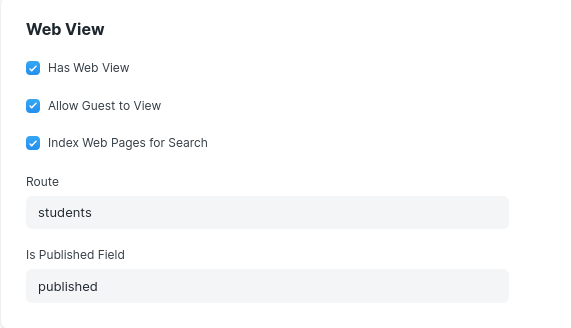 Web View
Has Web View
Allow Guest to View
Index Web Pages for Search
Route
students
Is Published Field
published